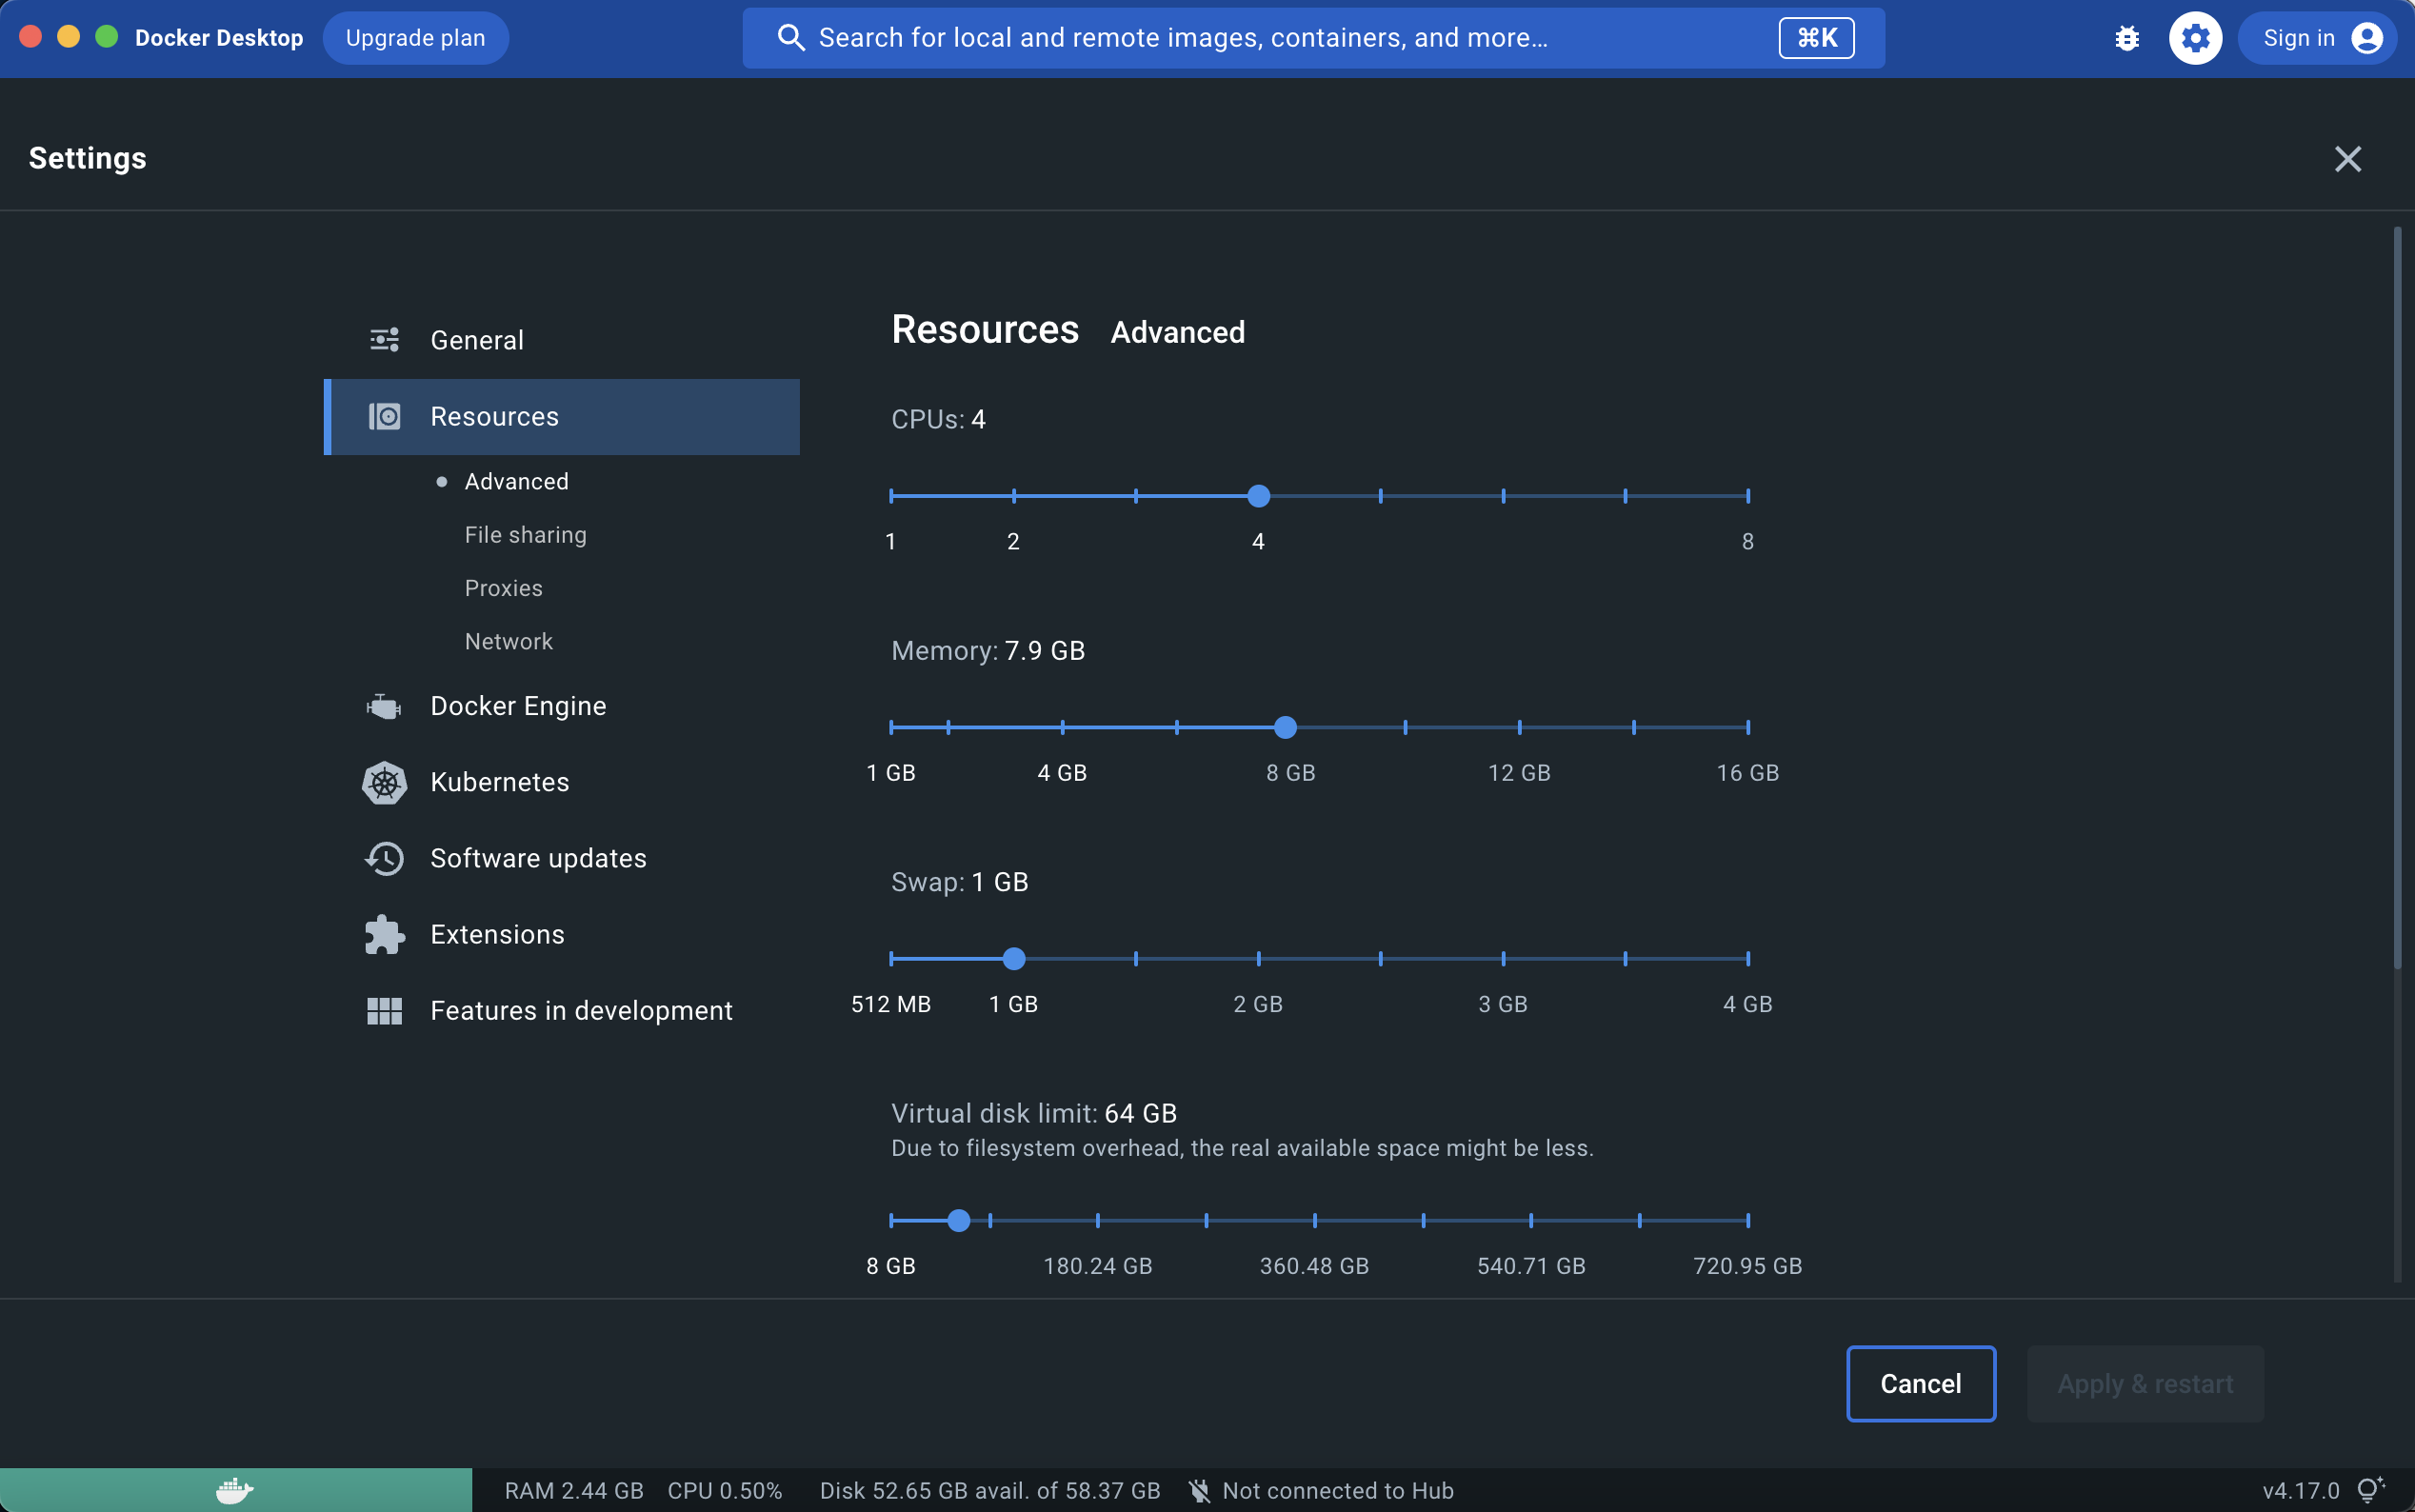 Docker Desktop
Upgrade plan
Search for local and remote images, containers, and more...
⌘K
Sign in
Settings
General
Resources
Advanced
File sharing
Proxies
Network
Docker Engine
Kubernetes
Software updates
Extensions
Features in development
Resources Advanced
CPUs: 4
1 2 4 8
Memory: 7.9 GB
1 GB 4 GB 8 GB 12 GB 16 GB
Swap: 1 GB
512 MB 1 GB 2 GB 3 GB 4 GB
Virtual disk limit: 64 GB
Due to filesystem overhead, the real available space might be less.
8 GB 180.24 GB 360.48 GB 540.71 GB 720.95 GB
Cancel
Apply & restart
RAM 2.44 GB CPU 0.50% Disk 52.65 GB avail. of 58.37 GB Not connected to Hub
v4.17.0